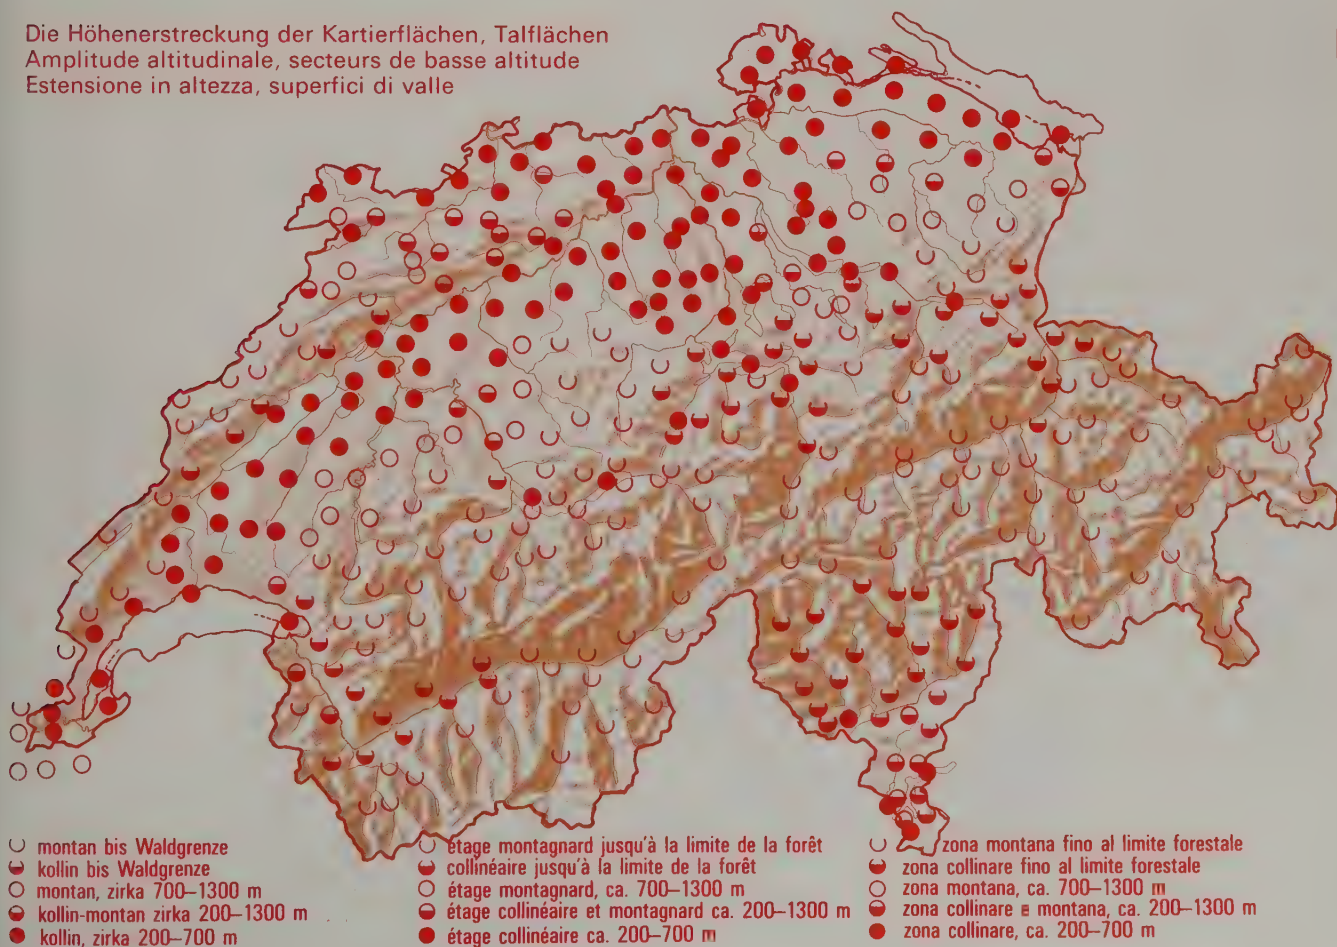 Die Höhenerstreckung der Kartierflächen, Talflächen
Amplitude altitudinale, secteurs de basse altitude
Estensione in altezza, superfici di valle
montan bis Waldgrenze
kollin bis Waldgrenze
montan, zirka 700–1300 m
kollin-montan zirka 200–1300 m
kollin, zirka 200–700 m
étage montagnard jusqu'à la limite de la forêt
collinéaire jusqu'à la limite de la forêt
étage montagnard, ca. 700–1300 m
étage collinéaire et montagnard ca. 200–1300 m
étage collinéaire ca. 200–700 m
zona montana fino al limite forestale
zona collinare fino al limite forestale
zona montana, ca. 700–1300 m
zona collinare e montana, ca. 200–1300 m
zona collinare, ca. 200–700 m